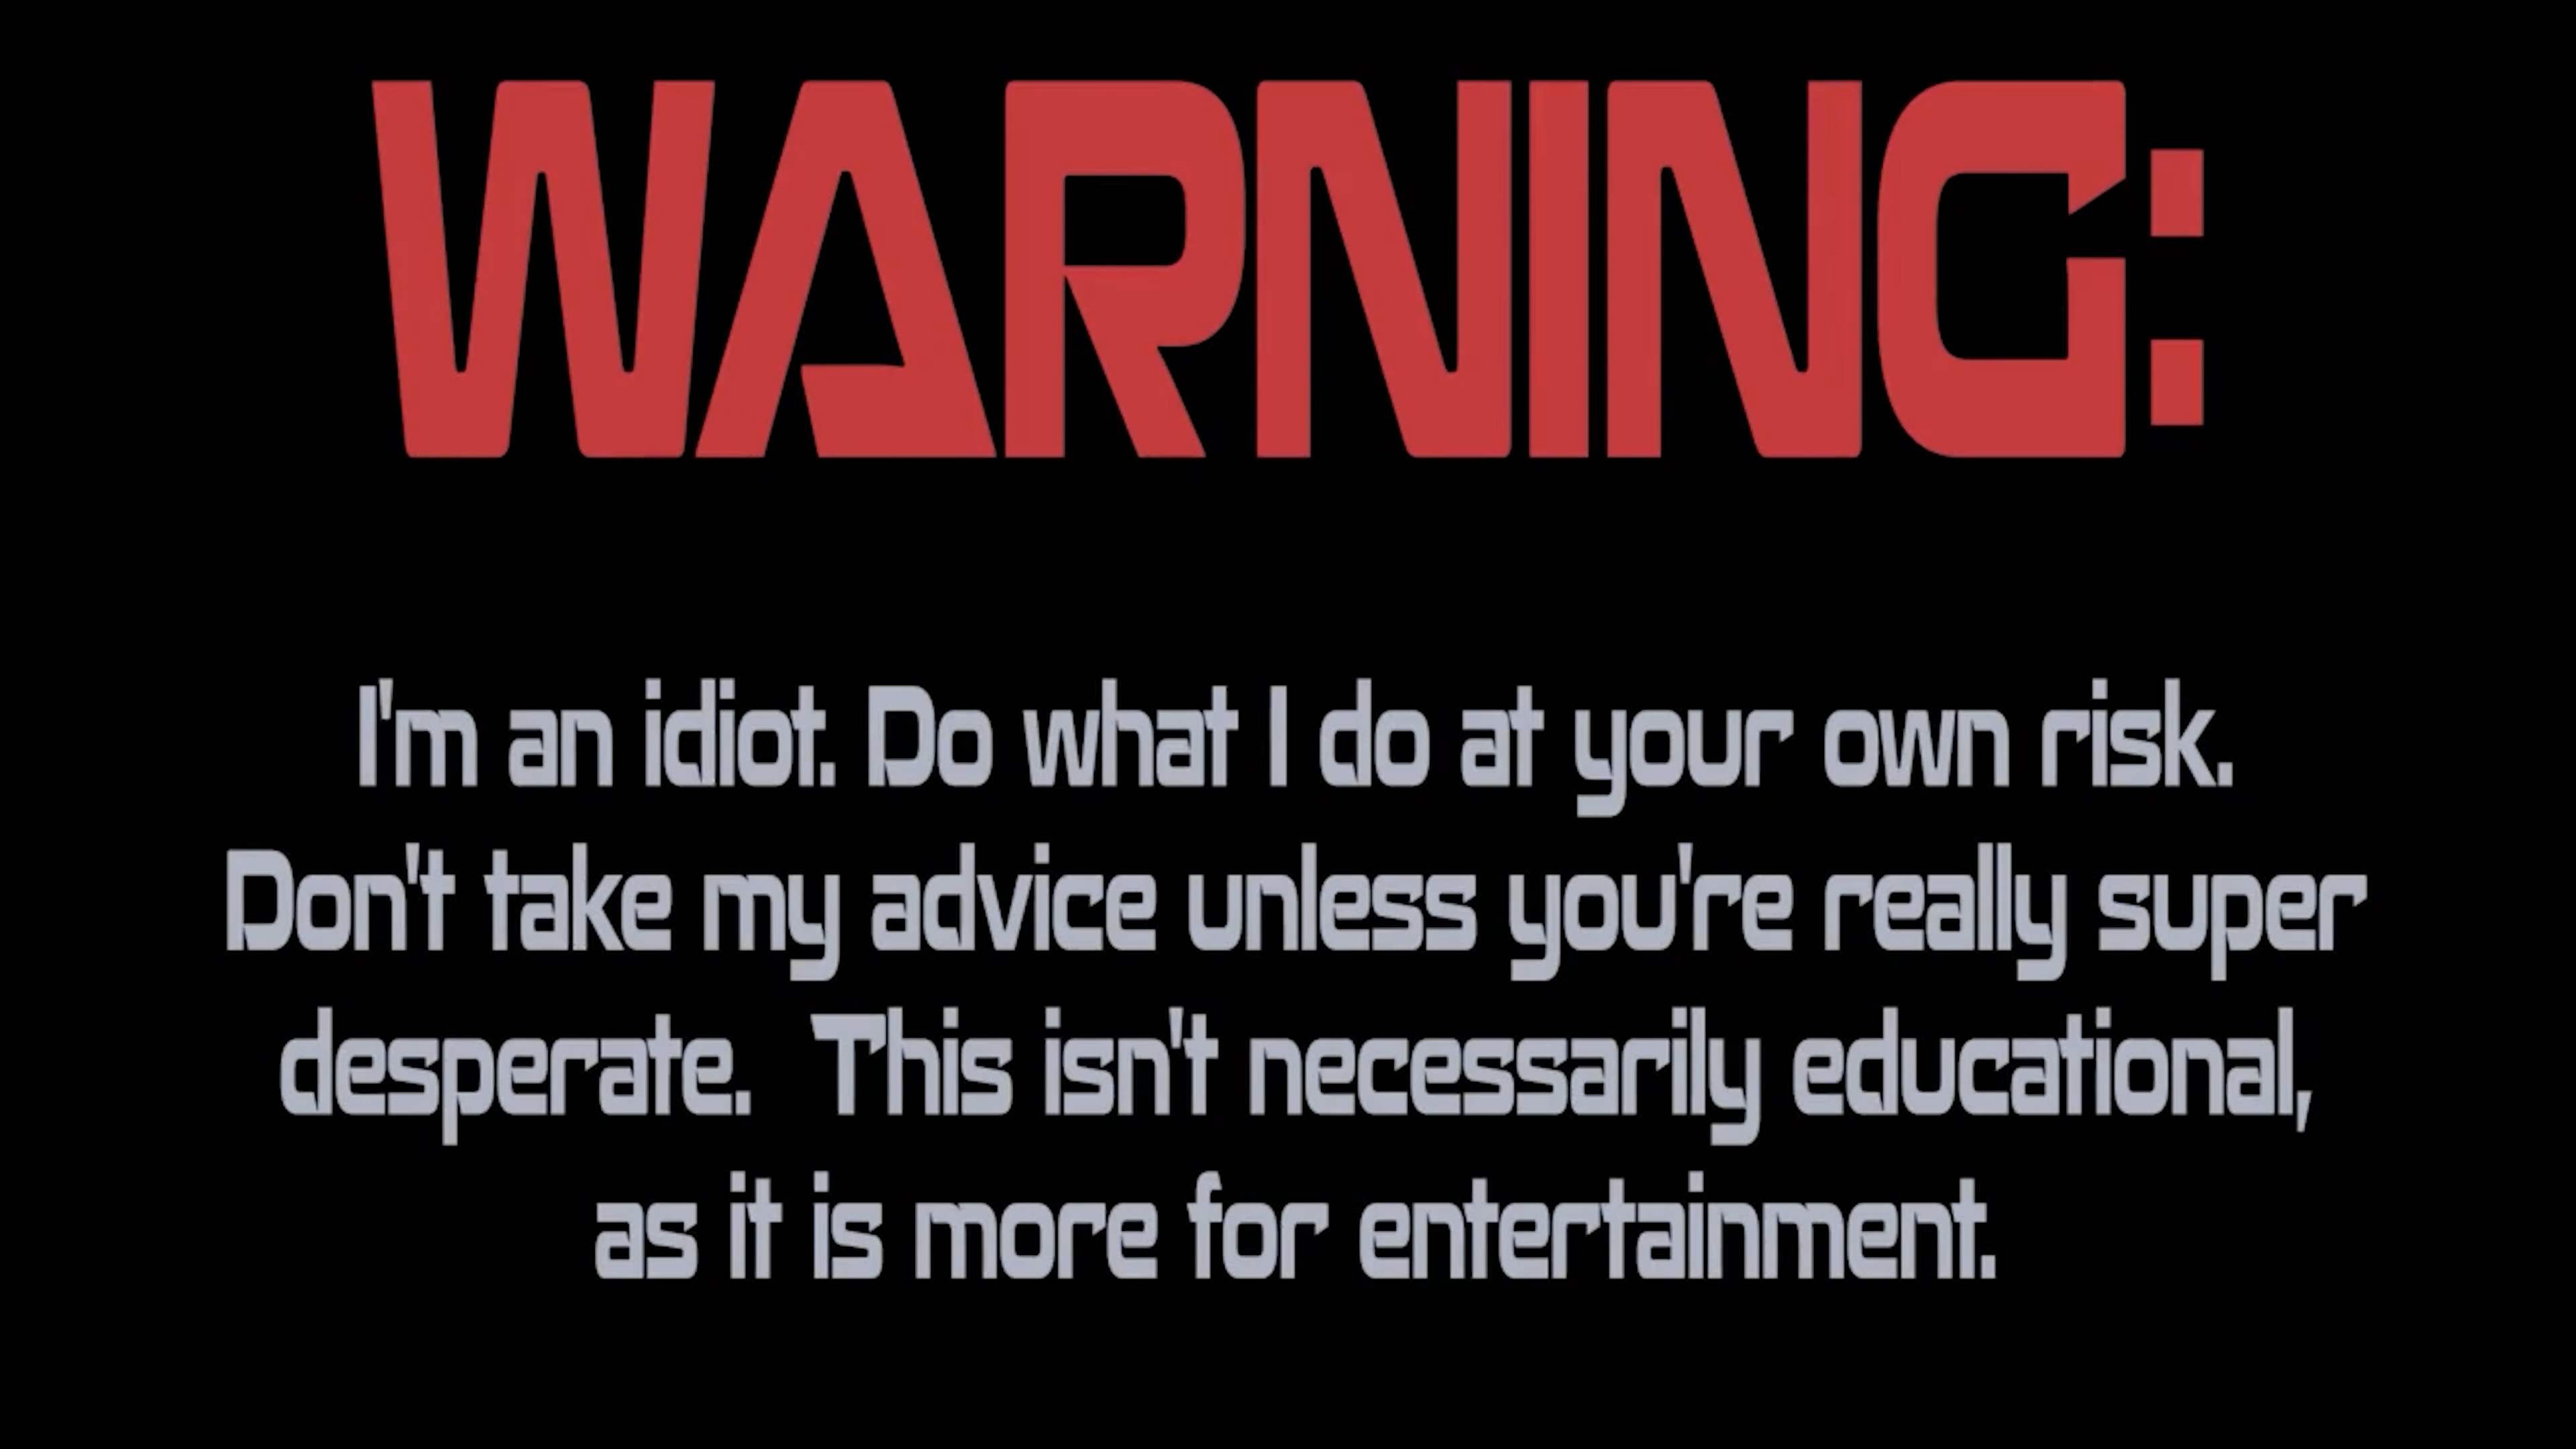 WARNING:
I'm an idiot. Do what I do at your own risk.
Don't take my advice unless you're really super
desperate.  This isn't necessarily educational,
as it is more for entertainment.